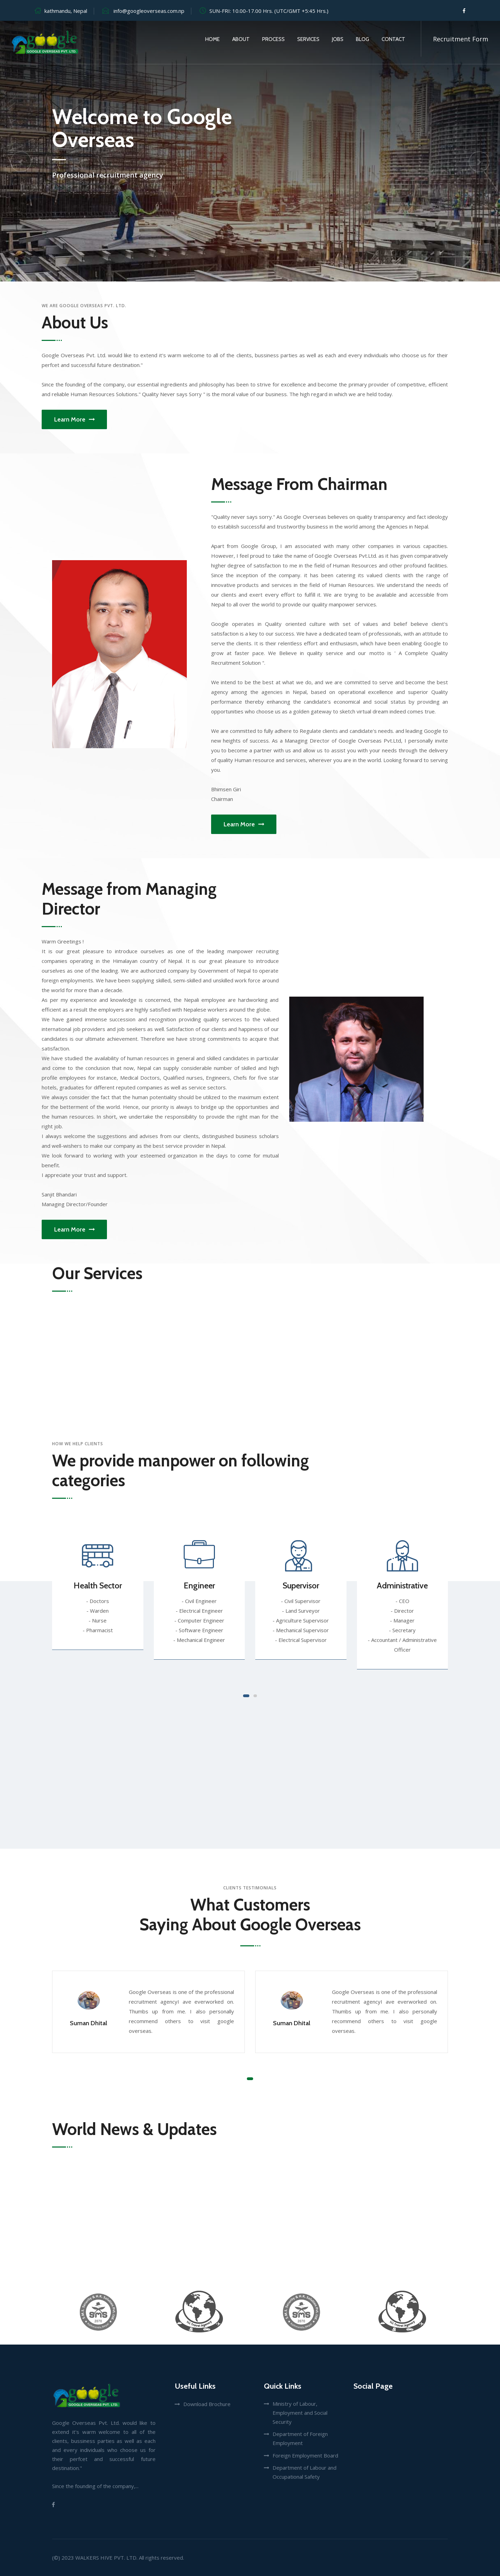 kathmandu, Nepal
info@googleoverseas.com.np
SUN-FRI: 10.00-17.00 Hrs. (UTC/GMT +5:45 Hrs.)
google
GOOGLE OVERSEAS PVT. LTD.
HOME
ABOUT
PROCESS
SERVICES
JOBS
BLOG
CONTACT
Recruitment Form
Welcome to Google
Overseas
Professional recruitment agency
WE ARE GOOGLE OVERSEAS PVT. LTD.
About Us
Google Overseas Pvt. Ltd. would like to extend it's warm welcome to all of the clients, bussiness parties as well as each and every individuals who choose us for their
perfcet and successful future destination."
Since the founding of the company, our essential ingredients and philosophy has been to strive for excellence and become the primary provider of competitive, efficient
and reliable Human Resources Solutions." Quality Never says Sorry " is the moral value of our business. The high regard in which we are held today.
Learn More
Message From Chairman
"Quality never says sorry." As Google Overseas believes on quality transparency and fact ideology
to establish successful and trustworthy business in the world among the Agencies in Nepal.
Apart from Google Group, I am associated with many other companies in various capacities.
However, I feel proud to take the name of Google Overseas Pvt.Ltd. as it has given comparatively
higher degree of satisfaction to me in the field of Human Resources and other profound facilities.
Since the inception of the company. it has been catering its valued clients with the range of
innovative products and services in the field of Human Resources. We understand the needs of
our clients and exert every effort to fulfill it. We are trying to be available and accessible from
Nepal to all over the world to provide our quality manpower services.
Google operates in Quality oriented culture with set of values and belief believe client's
satisfaction is a key to our success. We have a dedicated team of professionals, with an attitude to
serve the clients. It is their relentless effort and enthusiasm, which have been enabling Google to
grow at faster pace. We Believe in quality service and our motto is ' A Complete Quality
Recruitment Solution ".
We intend to be the best at what we do, and we are committed to serve and become the best
agency among the agencies in Nepal, based on operational excellence and superior Quality
performance thereby enhancing the candidate's economical and social status by providing an
opportunities who choose us as a golden gateway to sketch virtual dream indeed comes true.
We are committed to fully adhere to Regulate clients and candidate's needs. and leading Google to
new heights of success. As a Managing Director of Google Overseas Pvt.Ltd, I personally invite
you to become a partner with us and allow us to assist you with your needs through the delivery
of quality Human resource and services, wherever you are in the world. Looking forward to serving
you.
Bhimsen Giri
Chairman
Learn More
Message from Managing
Director
Warm Greetings !
It is our great pleasure to introduce ourselves as one of the leading manpower recruiting
companies operating in the Himalayan country of Nepal. It is our great pleasure to introduce
ourselves as one of the leading. We are authorized company by Government of Nepal to operate
foreign employments. We have been supplying skilled, semi-skilled and unskilled work force around
the world for more than a decade.
As per my experience and knowledge is concerned, the Nepali employee are hardworking and
efficient as a result the employers are highly satisfied with Nepalese workers around the globe.
We have gained immense succession and recognition providing quality services to the valued
international job providers and job seekers as well. Satisfaction of our clients and happiness of our
candidates is our ultimate achievement. Therefore we have strong commitments to acquire that
satisfaction.
We have studied the availability of human resources in general and skilled candidates in particular
and come to the conclusion that now, Nepal can supply considerable number of skilled and high
profile employees for instance, Medical Doctors, Qualified nurses, Engineers, Chefs for five star
hotels, graduates for different reputed companies as well as service sectors.
We always consider the fact that the human potentiality should be utilized to the maximum extent
for the betterment of the world. Hence, our priority is always to bridge up the opportunities and
the human resources. In short, we undertake the responsibility to provide the right man for the
right job.
I always welcome the suggestions and advises from our clients, distinguished business scholars
and well-wishers to make our company as the best service provider in Nepal.
We look forward to working with your esteemed organization in the days to come for mutual
benefit.
I appreciate your trust and support.
Sanjit Bhandari
Managing Director/Founder
Learn More
Our Services
HOW WE HELP CLIENTS
We provide manpower on following
categories
Health Sector
- Doctors
- Warden
- Nurse
- Pharmacist
Engineer
- Civil Engineer
- Electrical Engineer
- Computer Engineer
- Software Engineer
- Mechanical Engineer
Supervisor
- Civil Supervisor
- Land Surveyor
- Agriculture Supervisor
- Mechanical Supervisor
- Electrical Supervisor
Administrative
- CEO
- Director
- Manager
- Secretary
- Accountant / Administrative
Officer
CLIENTS TESTIMONIALS
What Customers
Saying About Google Overseas
Suman Dhital
Google Overseas is one of the professional
recruitment agency.I ave everworked on.
Thumbs up from me. I also personally
recommend others to visit google
overseas.
Suman Dhital
Google Overseas is one of the professional
recruitment agency.I ave everworked on.
Thumbs up from me. I also personally
recommend others to visit google
overseas.
World News & Updates
google
GOOGLE OVERSEAS PVT. LTD.
Google Overseas Pvt. Ltd. would like to
extend it's warm welcome to all of the
clients, bussiness parties as well as each
and every individuals who choose us for
their perfcet and successful future
destination."
Since the founding of the company,...
Useful Links
Download Brochure
Quick Links
Ministry of Labour,
Employment and Social
Security
Department of Foreign
Employment
Foreign Employment Board
Department of Labour and
Occupational Safety
Social Page
(©) 2023 WALKERS HIVE PVT. LTD. All rights reserved.